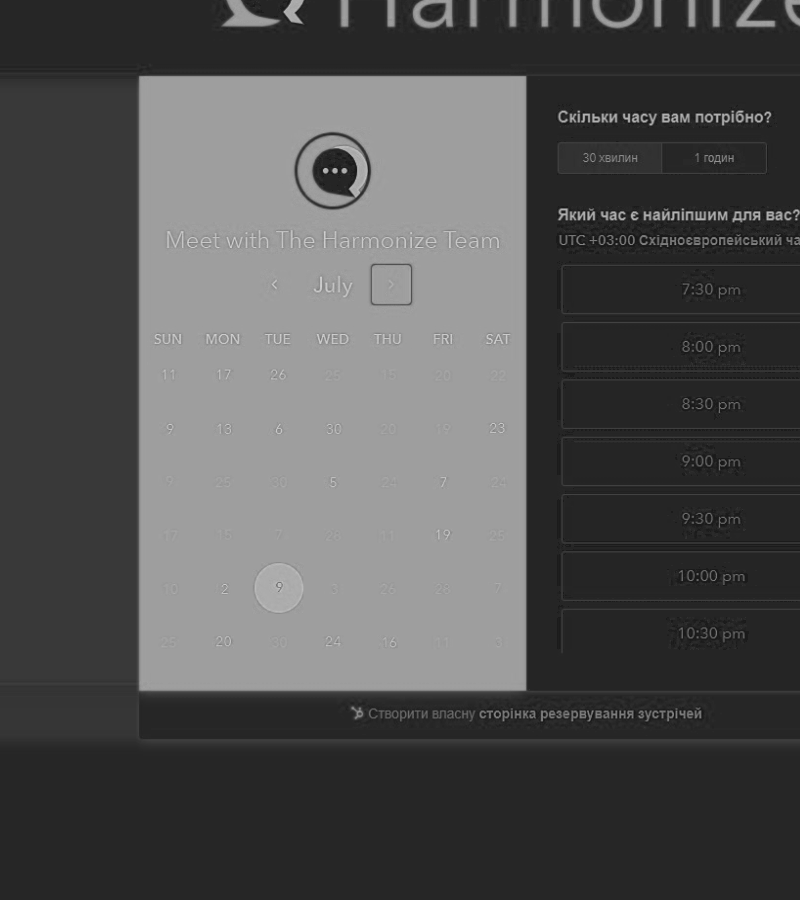 Harmonize
Meet with The Harmonize Team
July
SUN MON TUE WED THU FRI SAT
11 17 26 25 15 20 22
9 13 6 30 20 19 23
9 25 30 5 24 7 24
17 15 7 28 11 19 25
10 2 9 3 26 28 7
25 20 30 24 16 11 3
Скільки часу вам потрібно?
30 хвилин 1 годин
Який час є найліпшим для вас?
UTC +03:00 Східноєвропейський
7:30 pm
8:00 pm
8:30 pm
9:00 pm
9:30 pm
10:00 pm
10:30 pm
Створити власну сторінка резервування зустрічей